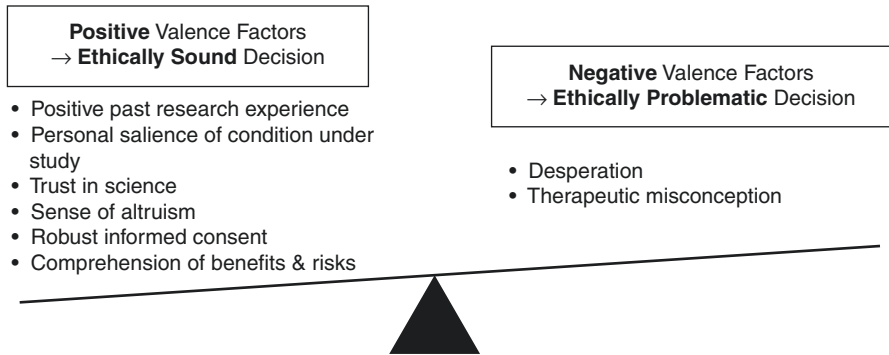 Positive Valence Factors
→ Ethically Sound Decision
• Positive past research experience
• Personal salience of condition under
study
• Trust in science
• Sense of altruism
• Robust informed consent
• Comprehension of benefits & risks
Negative Valence Factors
→ Ethically Problematic Decision
• Desperation
• Therapeutic misconception